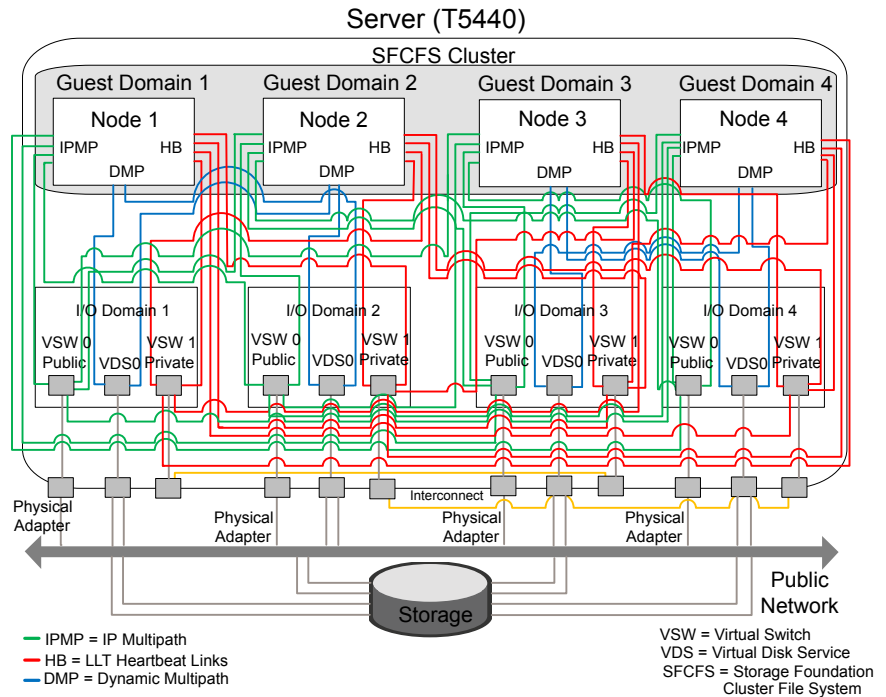 Server (T5440)
SFCFS Cluster
Guest Domain 1
Guest Domain 2
Guest Domain 3
Guest Domain 4
Node 1
IPMP
HB
DMP
Node 2
IPMP
HB
DMP
Node 3
IPMP
HB
DMP
Node 4
IPMP
HB
DMP
I/O Domain 1
VSW 0
Public
VDS0
VSW 1
Private
I/O Domain 2
VSW 0
Public
VDS0
VSW 1
Private
I/O Domain 3
VSW 0
Public
VDS0
VSW 1
Private
I/O Domain 4
VSW 0
Public
VDS0
VSW 1
Private
Interconnect
Physical
Adapter
Physical
Adapter
Physical
Adapter
Physical
Adapter
Public
Network
Storage
IPMP = IP Multipath
HB = LLT Heartbeat Links
DMP = Dynamic Multipath
VSW = Virtual Switch
VDS = Virtual Disk Service
SFCFS = Storage Foundation
Cluster File System